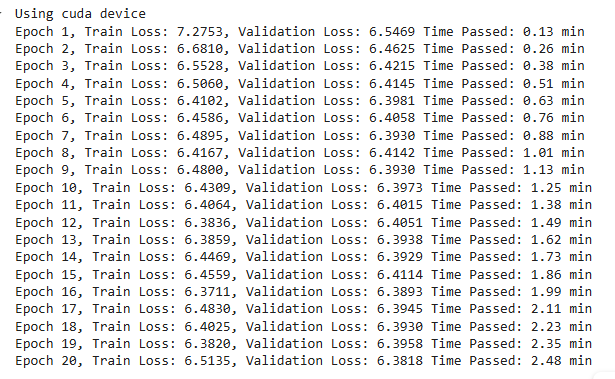 Using cuda device
Epoch 1, Train Loss: 7.2753, Validation Loss: 6.5469 Time Passed: 0.13 min
Epoch 2, Train Loss: 6.6810, Validation Loss: 6.4625 Time Passed: 0.26 min
Epoch 3, Train Loss: 6.5528, Validation Loss: 6.4215 Time Passed: 0.38 min
Epoch 4, Train Loss: 6.5060, Validation Loss: 6.4145 Time Passed: 0.51 min
Epoch 5, Train Loss: 6.4102, Validation Loss: 6.3981 Time Passed: 0.63 min
Epoch 6, Train Loss: 6.4586, Validation Loss: 6.4058 Time Passed: 0.76 min
Epoch 7, Train Loss: 6.4895, Validation Loss: 6.3930 Time Passed: 0.88 min
Epoch 8, Train Loss: 6.4167, Validation Loss: 6.4142 Time Passed: 1.01 min
Epoch 9, Train Loss: 6.4800, Validation Loss: 6.3930 Time Passed: 1.13 min
Epoch 10, Train Loss: 6.4309, Validation Loss: 6.3973 Time Passed: 1.25 min
Epoch 11, Train Loss: 6.4064, Validation Loss: 6.4015 Time Passed: 1.38 min
Epoch 12, Train Loss: 6.3836, Validation Loss: 6.4051 Time Passed: 1.49 min
Epoch 13, Train Loss: 6.3859, Validation Loss: 6.3938 Time Passed: 1.62 min
Epoch 14, Train Loss: 6.4469, Validation Loss: 6.3929 Time Passed: 1.73 min
Epoch 15, Train Loss: 6.4559, Validation Loss: 6.4114 Time Passed: 1.86 min
Epoch 16, Train Loss: 6.3711, Validation Loss: 6.3893 Time Passed: 1.99 min
Epoch 17, Train Loss: 6.4830, Validation Loss: 6.3945 Time Passed: 2.11 min
Epoch 18, Train Loss: 6.4025, Validation Loss: 6.3930 Time Passed: 2.23 min
Epoch 19, Train Loss: 6.3820, Validation Loss: 6.3958 Time Passed: 2.35 min
Epoch 20, Train Loss: 6.5135, Validation Loss: 6.3818 Time Passed: 2.48 min